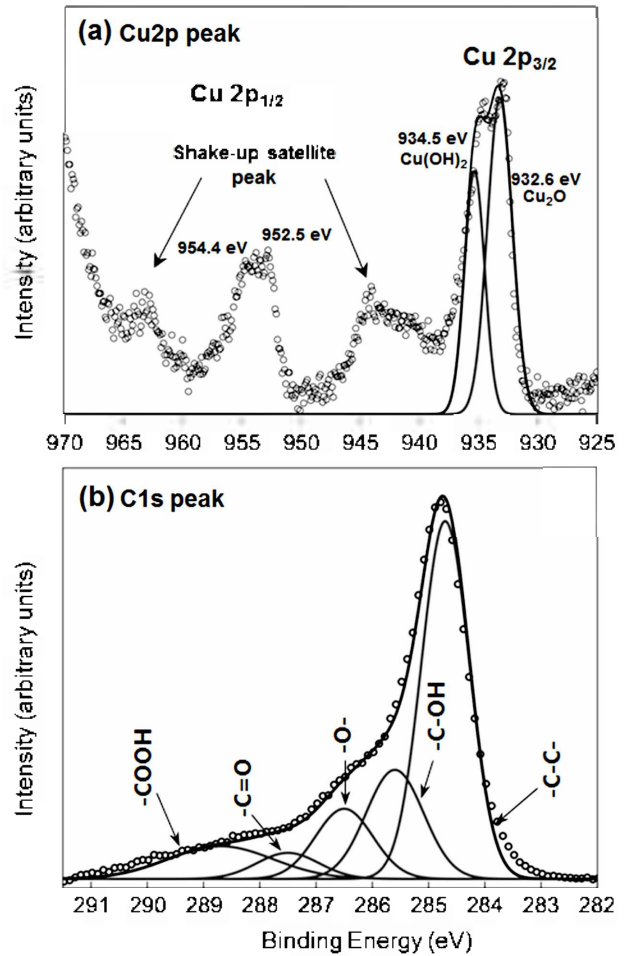 (a) Cu2p peak
Cu 2p3/2
Cu 2p1/2
Shake-up satellite
peak
954.4 eV
952.5 eV
934.5 eV
Cu(OH)2
932.6 eV
Cu2O
Intensity (arbitrary units)
970 965 960 955 950 945 940 935 930 925
(b) C1s peak
-COOH
-C=O
-O-
-C-OH
-C-C-
Intensity (arbitrary units)
291 290 289 288 287 286 285 284 283 282
Binding Energy (eV)